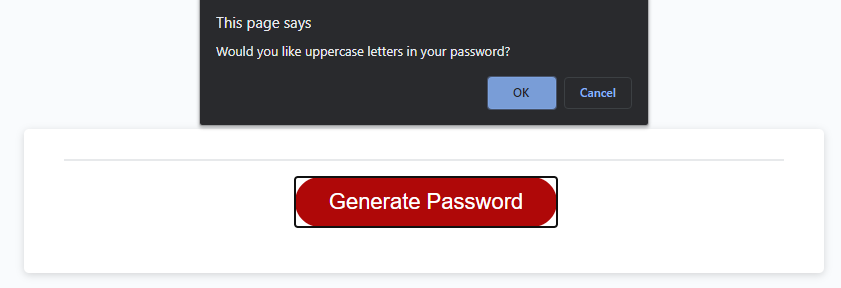 This page says
Would you like uppercase letters in your password?
OK
Cancel
Generate Password